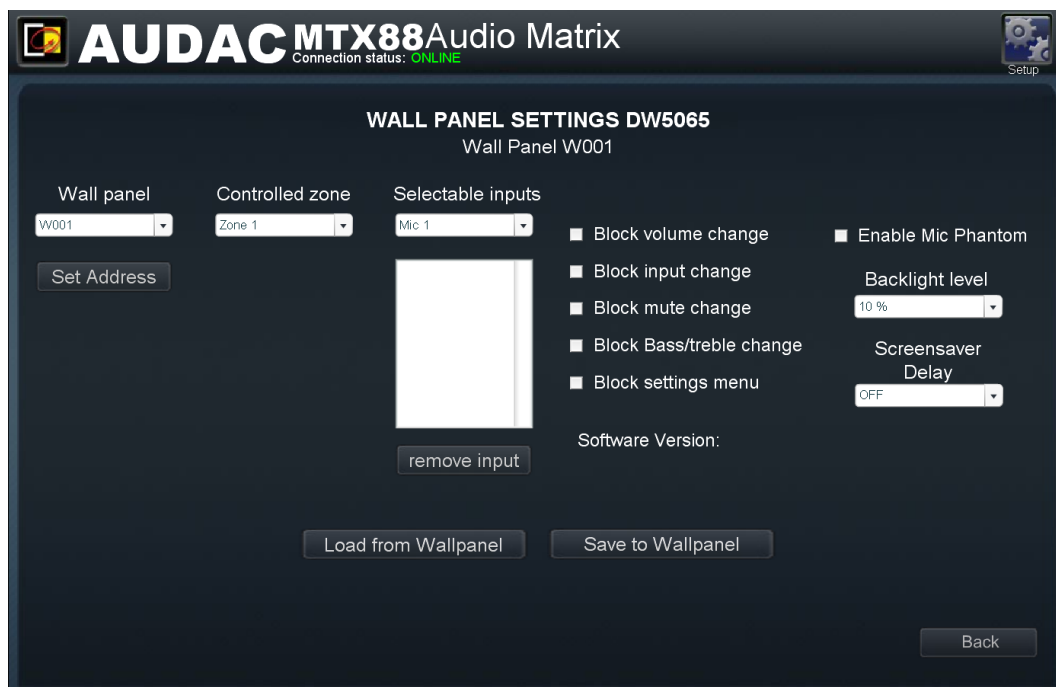 AUDAC MTX88 Audio Matrix
Connection status: ONLINE
Setup
WALL PANEL SETTINGS DW5065
Wall Panel W001
Wall panel
W001
Set Address
Controlled zone
Zone 1
Selectable inputs
Mic 1
remove input
Block volume change
Block input change
Block mute change
Block Bass/treble change
Block settings menu
Software Version:
Enable Mic Phantom
Backlight level
10 %
Screensaver
Delay
OFF
Load from Wallpanel
Save to Wallpanel
Back